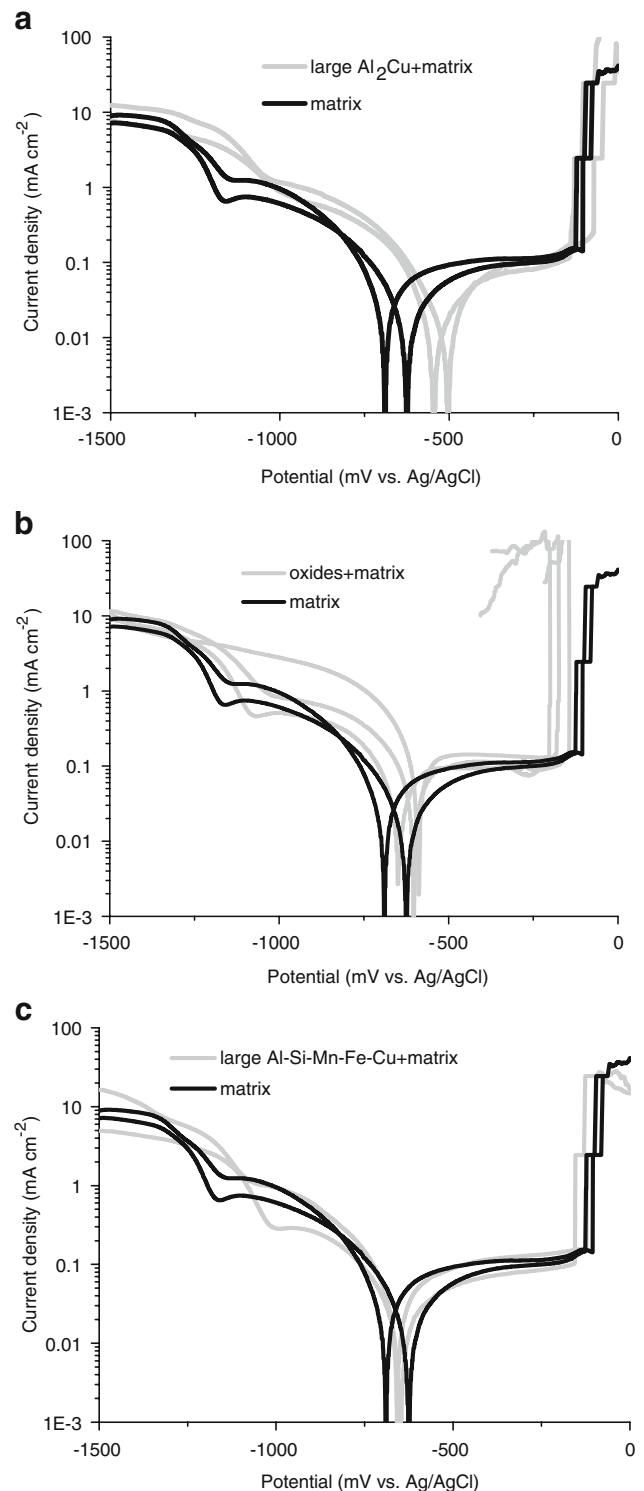 a
100
10
1
0.1
0.01
1E-3
Current density (mA cm⁻²)
large Al₂Cu+matrix
matrix
-1500
-1000
-500
0
Potential (mV vs. Ag/AgCl)
b
100
10
1
0.1
0.01
1E-3
Current density (mA cm⁻²)
oxides+matrix
matrix
-1500
-1000
-500
0
Potential (mV vs. Ag/AgCl)
c
100
10
1
0.1
0.01
1E-3
Current density (mA cm⁻²)
large Al-Si-Mn-Fe-Cu+matrix
matrix
-1500
-1000
-500
0
Potential (mV vs. Ag/AgCl)